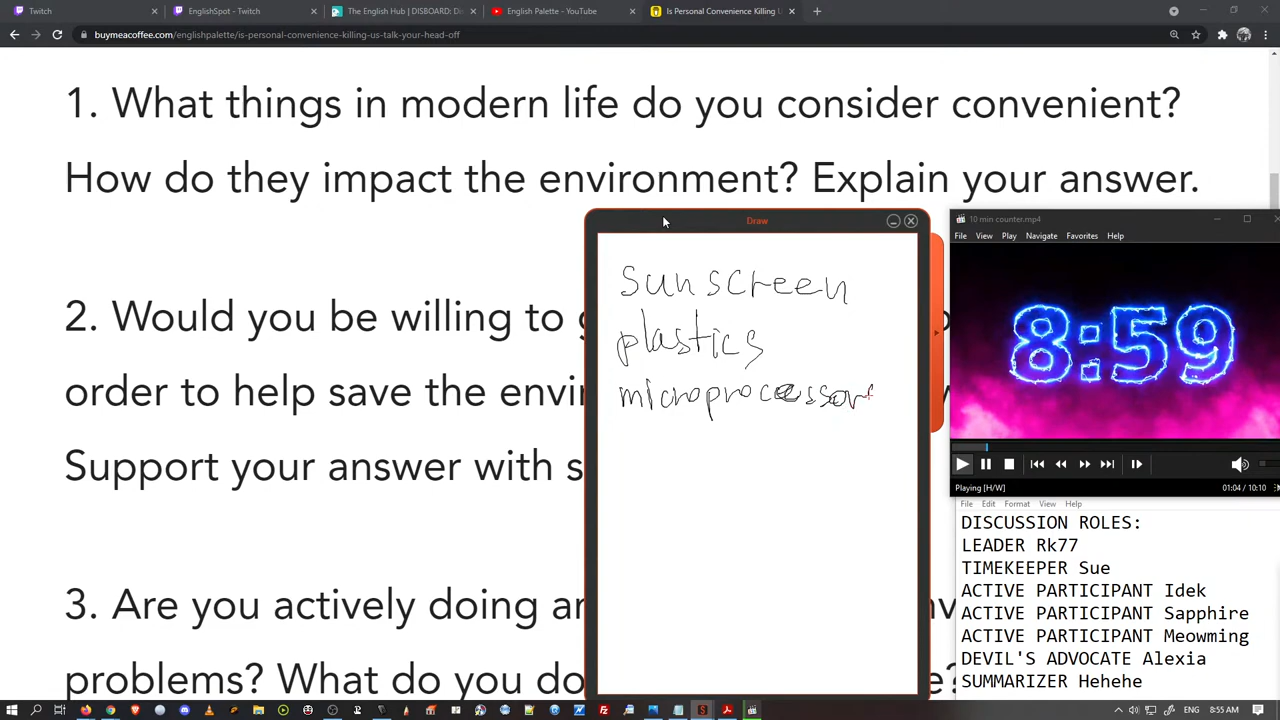 Twitch
EnglishSpot - Twitch
The English Hub | DISBOARD: Di
English Palette - YouTube
Is Personal Convenience Killing U
buymeacoffee.com/englishpalette/is-personal-convenience-killing-us-talk-your-head-off
1. What things in modern life do you consider convenient?
How do they impact the environment? Explain your answer.
Draw
sunscreen
plastics
microprocessor
2. Would you be willing to g
order to help save the envir
Support your answer with s
3. Are you actively doing an
problems? What do you do
e?
10 min counter.mp4
File View Play Navigate Favorites Help
8:59
Playing [H/W]
01:04 / 10:10
File Edit Format View Help
DISCUSSION ROLES:
LEADER Rk77
TIMEKEEPER Sue
ACTIVE PARTICIPANT Idek
ACTIVE PARTICIPANT Sapphire
ACTIVE PARTICIPANT Meowming
DEVIL'S ADVOCATE Alexia
SUMMARIZER Hehehe
ENG
8:55 AM